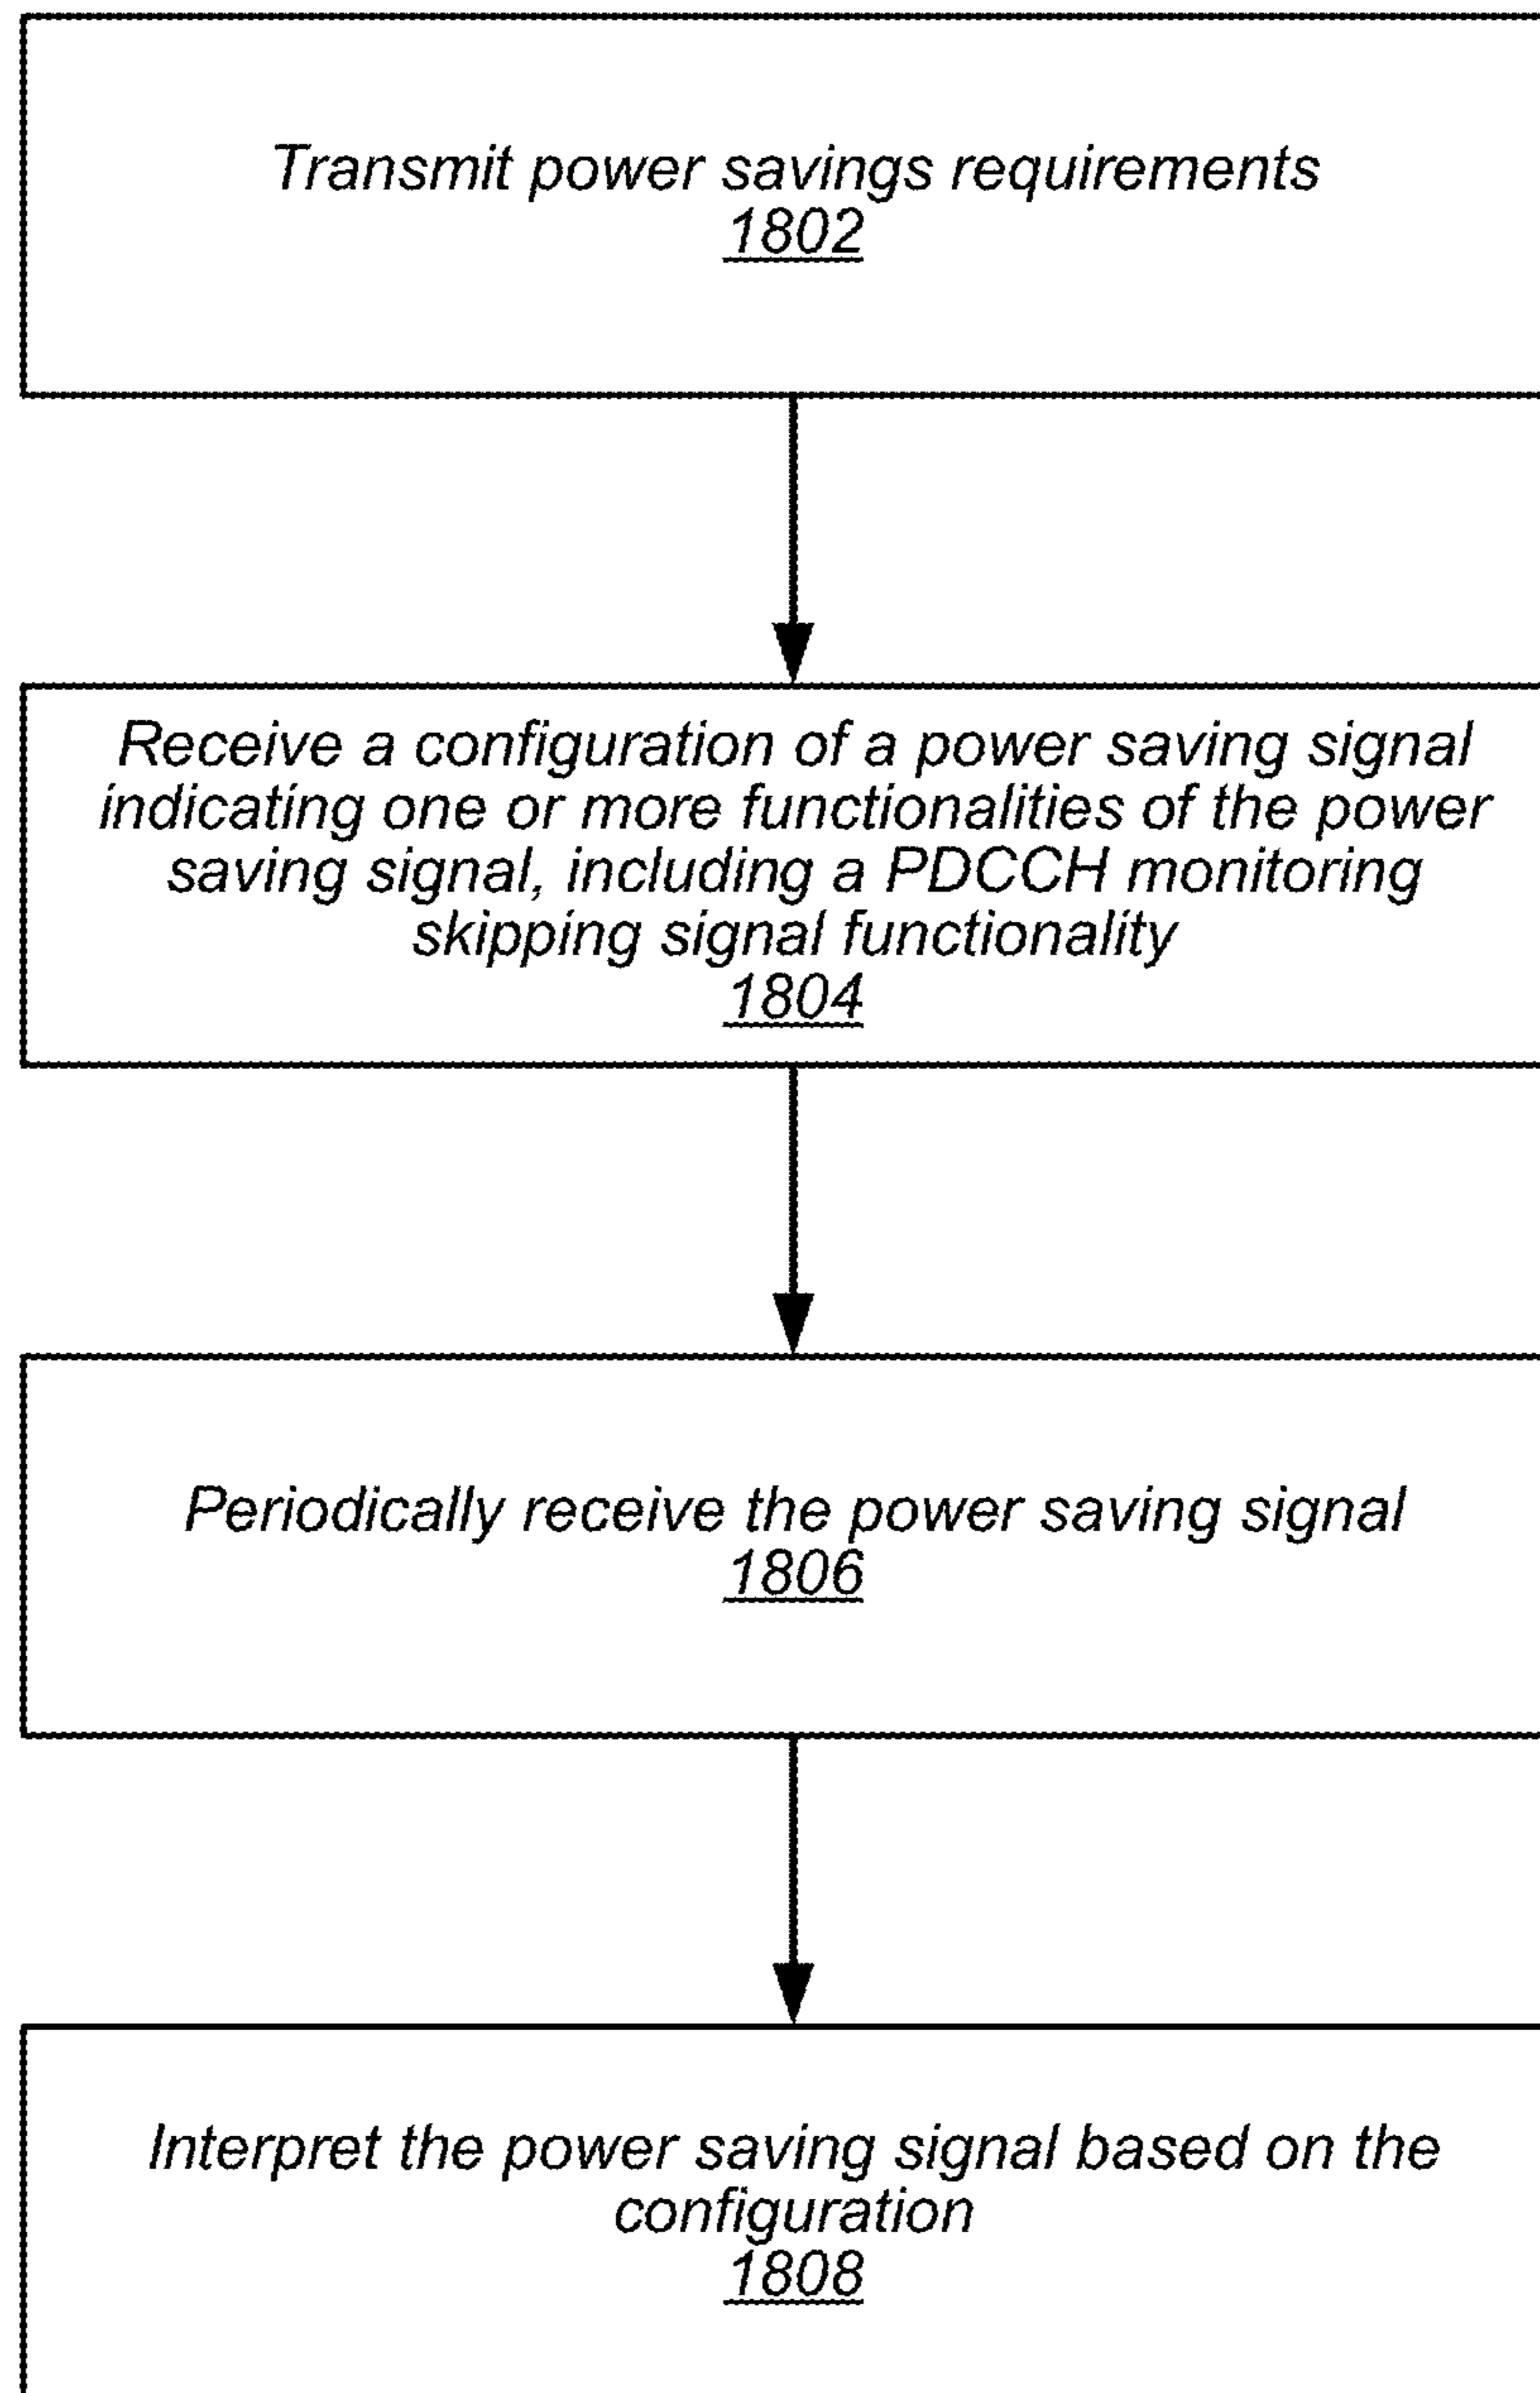 Transmit power savings requirements
1802
Receive a configuration of a power saving signal
indicating one or more functionalities of the power
saving signal, including a PDCCH monitoring
skipping signal functionality
1804
Periodically receive the power saving signal
1806
Interpret the power saving signal based on the
configuration
1808